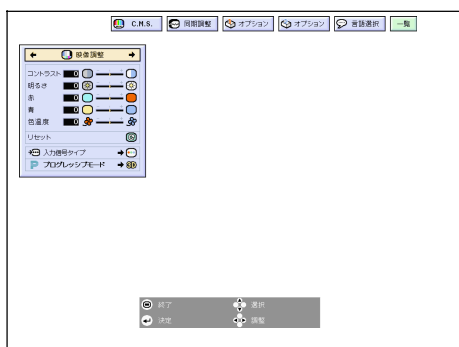 C.M.S. 同期調整 オプション オプション 言語選択 一覧
映像調整
コントラスト 0
明るさ 0
赤 0
青 0
色温度 0
リセット
入力信号タイプ
P プログレッシブモード
終了 選択
決定 調整